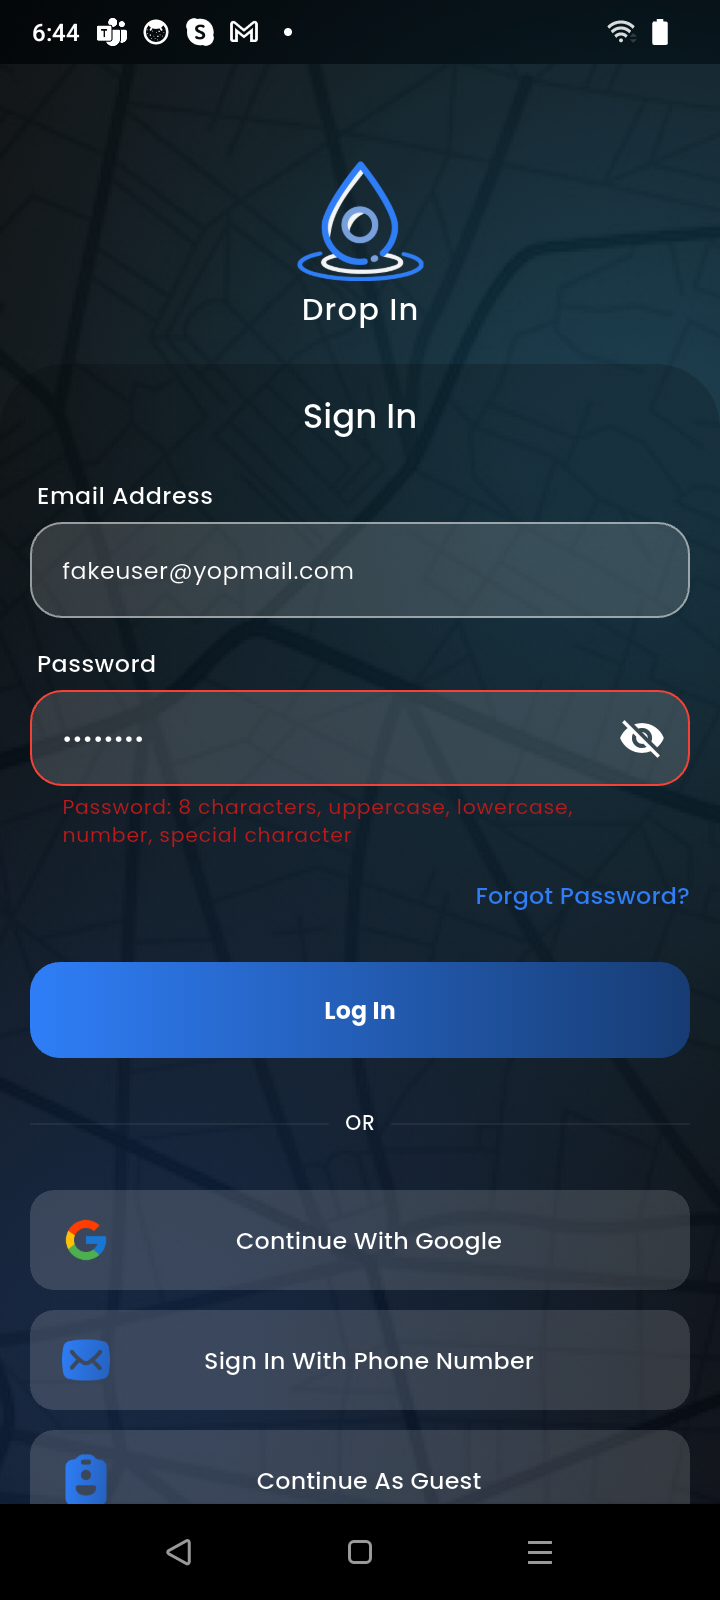 6:44
Drop In
Sign In
Email Address
fakeuser@yopmail.com
Password
••••••••
Password: 8 characters, uppercase, lowercase,
number, special character
Forgot Password?
Log In
OR
Continue With Google
Sign In With Phone Number
Continue As Guest